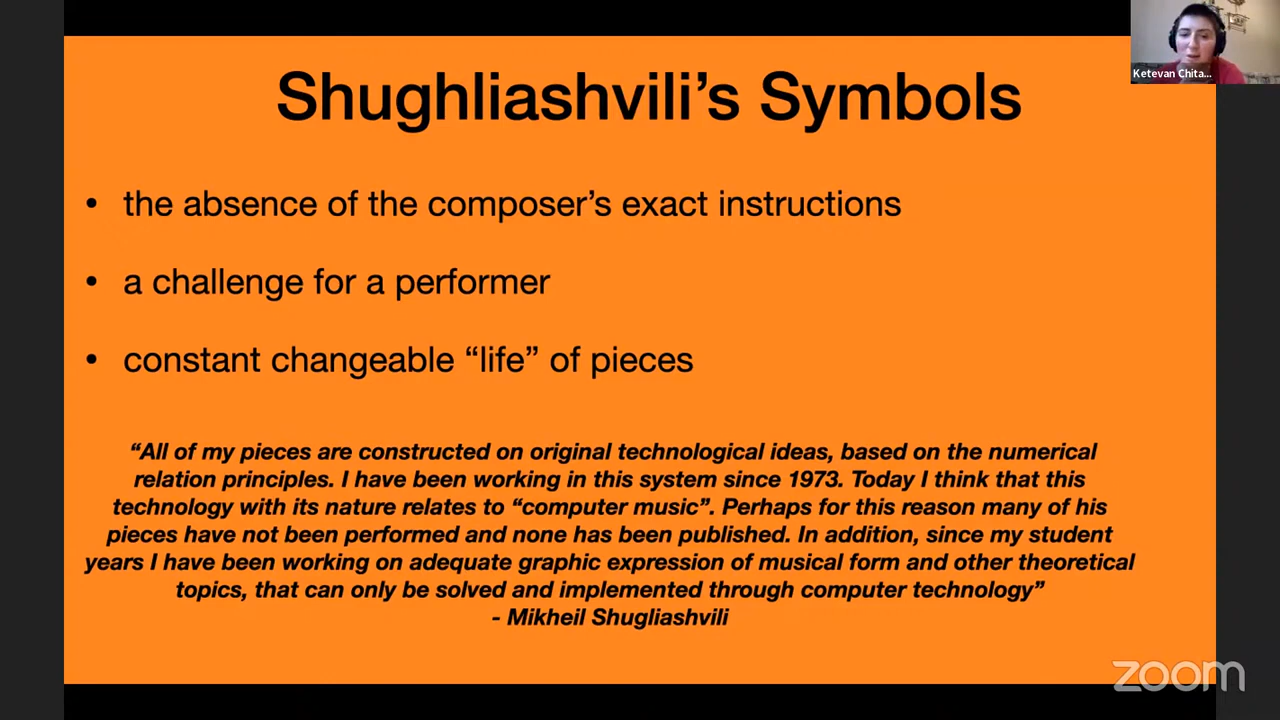 Shughliashvili’s Symbols
• the absence of the composer’s exact instructions
• a challenge for a performer
• constant changeable “life” of pieces
“All of my pieces are constructed on original technological ideas, based on the numerical
relation principles. I have been working in this system since 1973. Today I think that this
technology with its nature relates to “computer music”. Perhaps for this reason many of his
pieces have not been performed and none has been published. In addition, since my student
years I have been working on adequate graphic expression of musical form and other theoretical
topics, that can only be solved and implemented through computer technology”
- Mikheil Shugliashvili
Ketevan Chita...
zoom